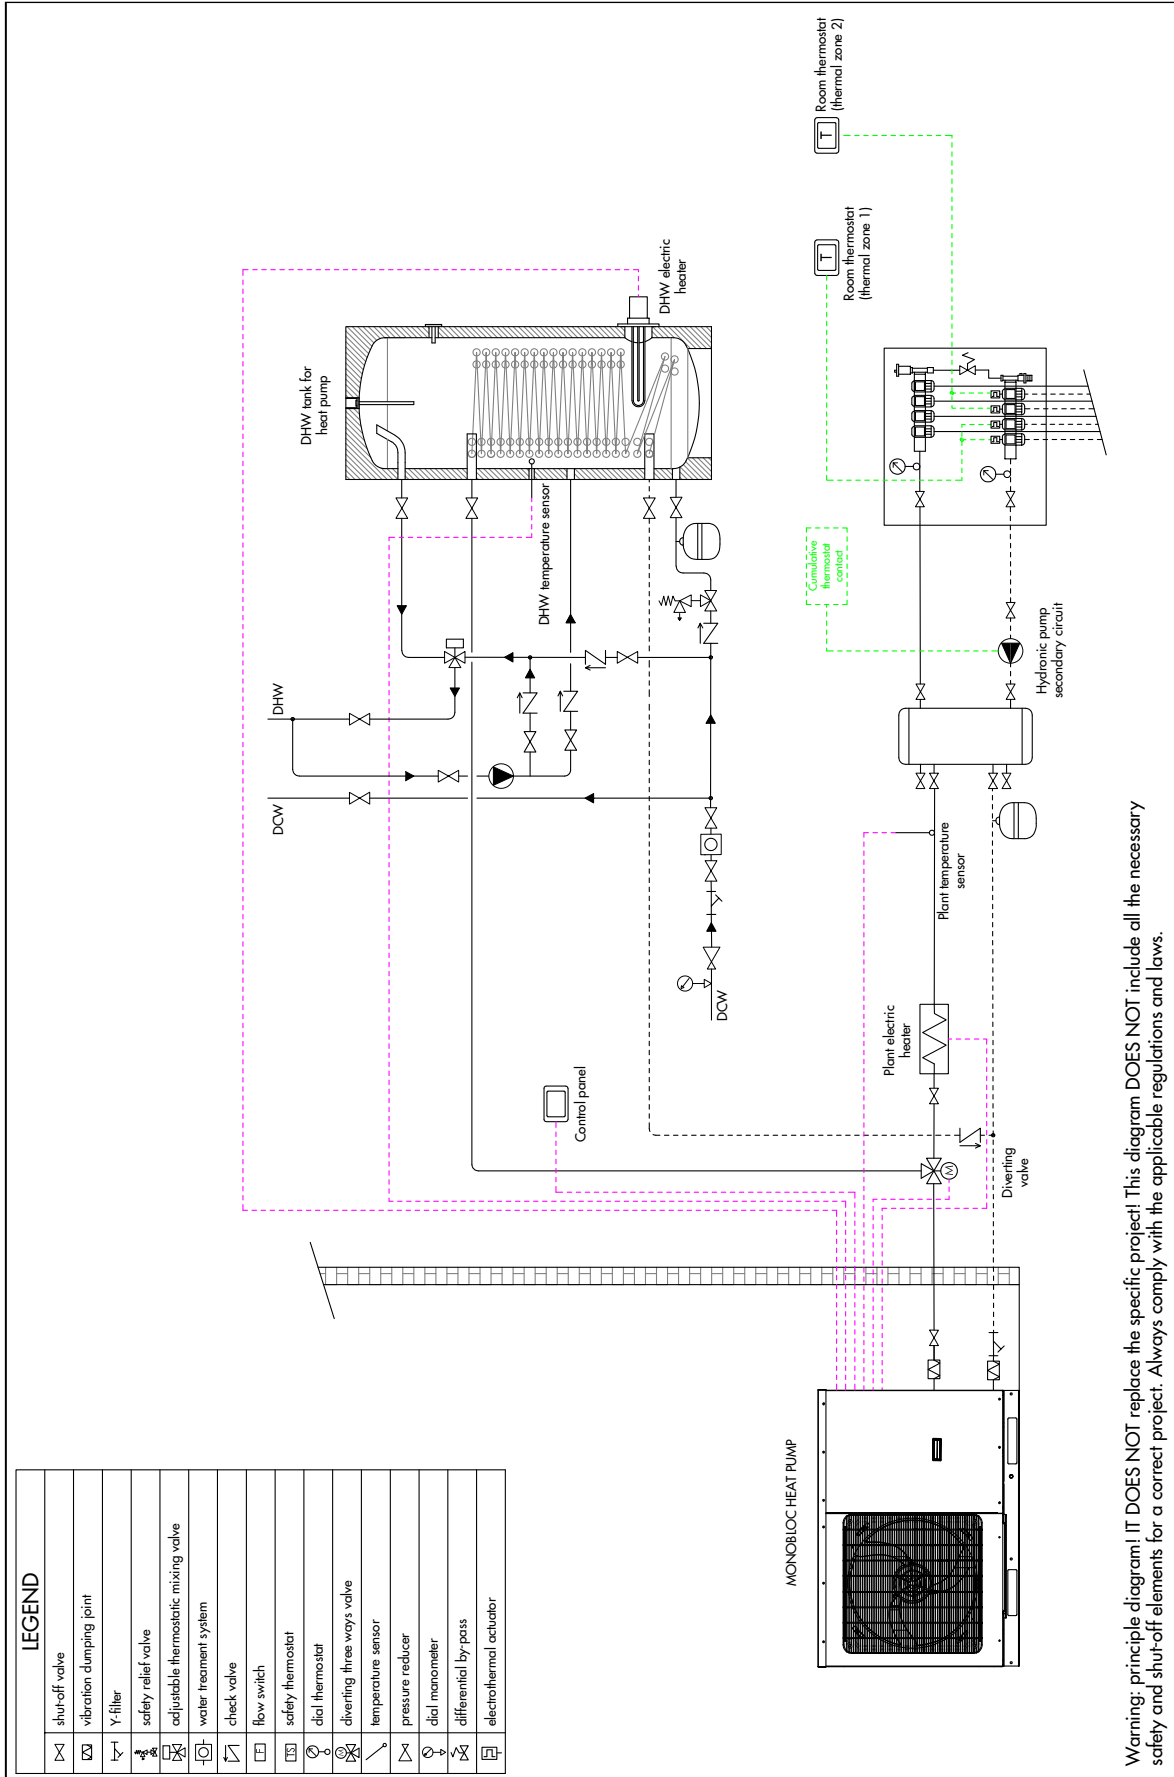 LEGEND
shut-off valve
vibration dumping joint
Y-filter
safety relief valve
adjustable thermostatic mixing valve
water treament system
check valve
F
flow switch
TS
safety thermostat
dial thermostat
M
diverting three ways valve
temperature sensor
pressure reducer
dial manometer
differential by-pass
electrothermal actuator
MONOBLOC HEAT PUMP
Control panel
M
Diverting
valve
Plant electric
heater
Plant temperature
sensor
DCW
DCW
DHW
DHW temperature sensor
DHW tank for
heat pump
DHW electric
heater
Hydronic pump
secondary circuit
Cumulative
thermostat
contact
T
Room thermostat
(thermal zone 1)
T
Room thermostat
(thermal zone 2)
Warning: principle diagram! IT DOES NOT replace the specific project! This diagram DOES NOT include all the necessary
safety and shut-off elements for a correct project. Always comply with the applicable regulations and laws.